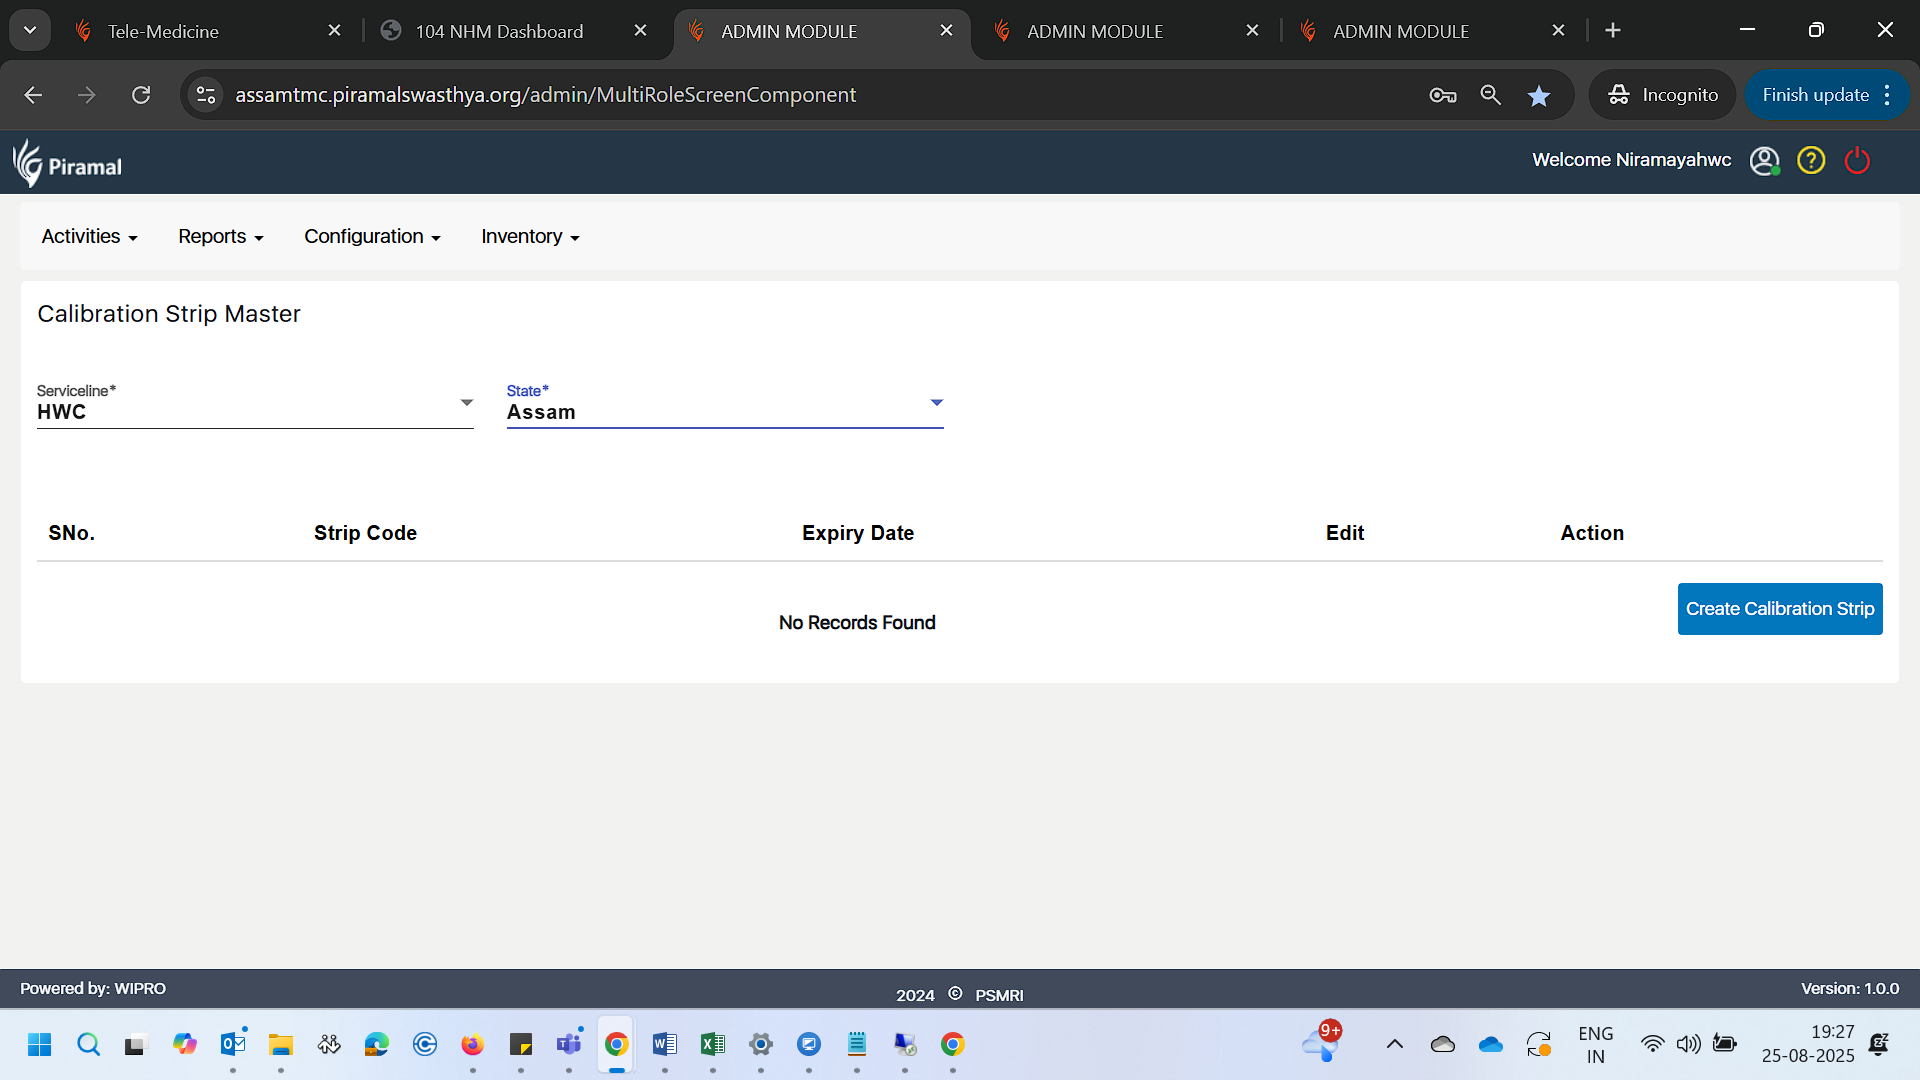 Tele-Medicine
104 NHM Dashboard
ADMIN MODULE
ADMIN MODULE
ADMIN MODULE
assamtmc.piramalswasthya.org/admin/MultiRoleScreenComponent
Incognito
Finish update
Piramal
Welcome Niramayahwc
Activities
Reports
Configuration
Inventory
Calibration Strip Master
Serviceline*
HWC
State*
Assam
SNo.
Strip Code
Expiry Date
Edit
Action
No Records Found
Create Calibration Strip
Powered by: WIPRO
2024 © PSMRI
Version: 1.0.0
9+
ENG
IN
19:27
25-08-2025